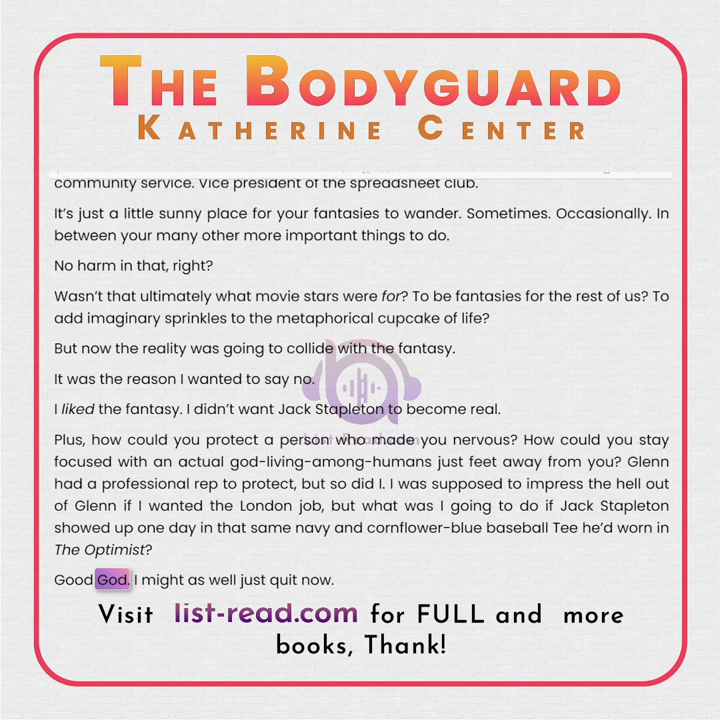 THE BODYGUARD
KATHERINE CENTER
community service. Vice president of the spreadsheet club.
It's just a little sunny place for your fantasies to wander. Sometimes. Occasionally. In
between your many other more important things to do.
No harm in that, right?
Wasn't that ultimately what movie stars were for? To be fantasies for the rest of us? To
add imaginary sprinkles to the metaphorical cupcake of life?
But now the reality was going to collide with the fantasy.
It was the reason I wanted to say no.
I liked the fantasy. I didn't want Jack Stapleton to become real.
Plus, how could you protect a person who made you nervous? How could you stay
focused with an actual god-living-among-humans just feet away from you? Glenn
had a professional rep to protect, but so did I. I was supposed to impress the hell out
of Glenn if I wanted the London job, but what was I going to do if Jack Stapleton
showed up one day in that same navy and cornflower-blue baseball Tee he'd worn in
The Optimist?
Good God. I might as well just quit now.
Visit list-read.com for FULL and more
books, Thank!